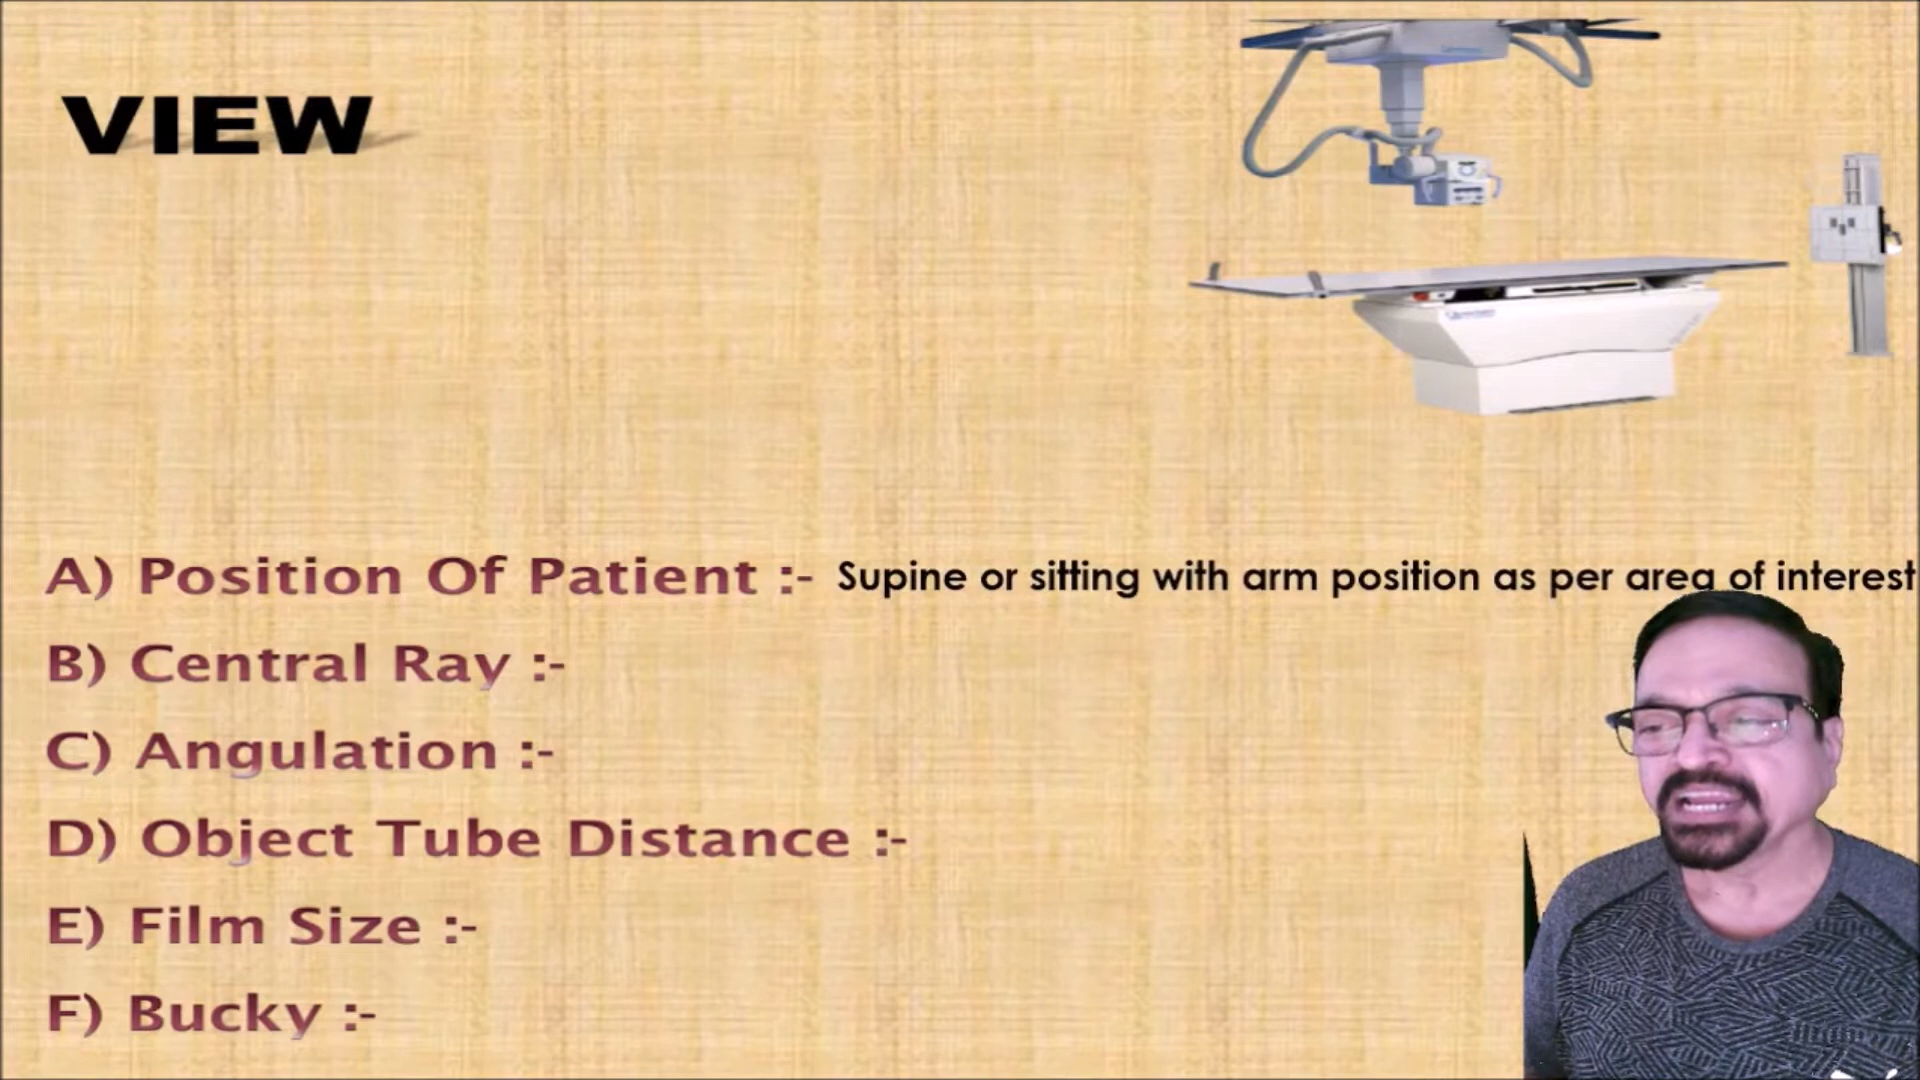 VIEW
A) Position Of Patient :- Supine or sitting with arm position as per area of interest
B) Central Ray :-
C) Angulation :-
D) Object Tube Distance :-
E) Film Size :-
F) Bucky :-